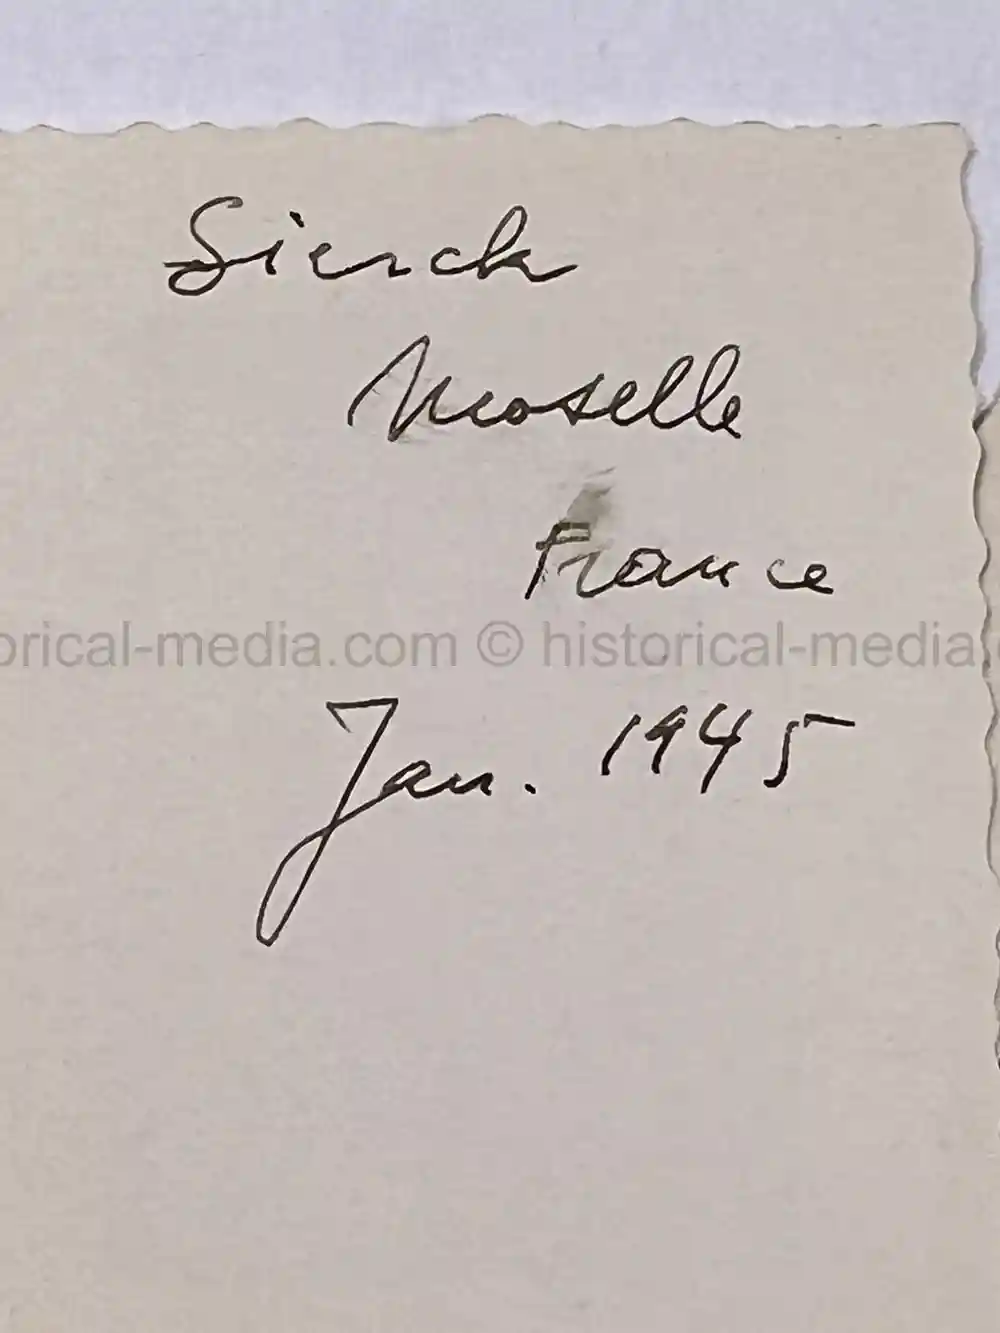 Sierck
Moselle
France
orical-media.com © historical-media.c
Jan. 1945